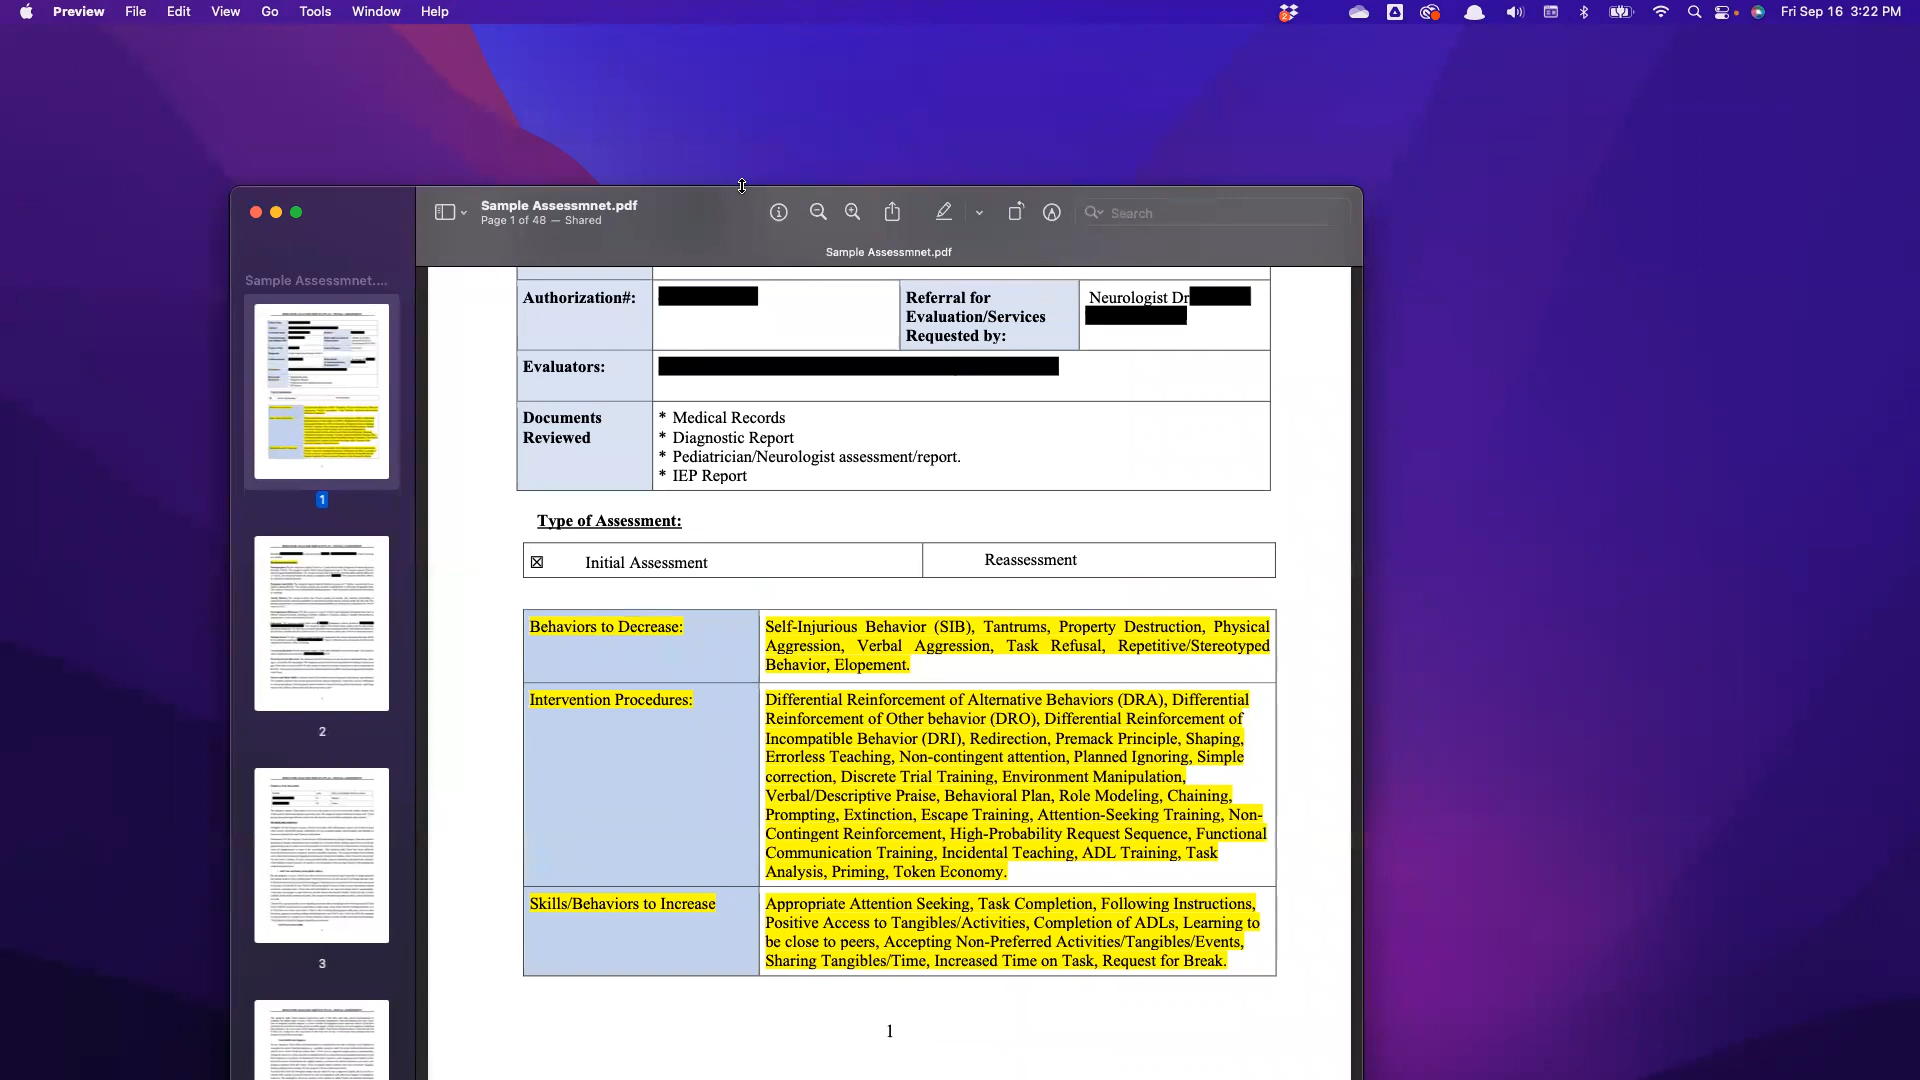 Preview File Edit View Go Tools Window Help
2
Fri Sep 16 3:22 PM
Sample Assessmnet.pdf
Page 1 of 48 — Shared
Search
Sample Assessmnet.pdf
Sample Assessmnet....
1
2
3
Authorization#:
Referral for
Evaluation/Services
Requested by:
Neurologist Dr
Evaluators:
Documents
Reviewed
* Medical Records
* Diagnostic Report
* Pediatrician/Neurologist assessment/report.
* IEP Report
Type of Assessment:
☒ Initial Assessment
Reassessment
Behaviors to Decrease:
Self-Injurious Behavior (SIB), Tantrums, Property Destruction, Physical
Aggression, Verbal Aggression, Task Refusal, Repetitive/Stereotyped
Behavior, Elopement.
Intervention Procedures:
Differential Reinforcement of Alternative Behaviors (DRA), Differential
Reinforcement of Other behavior (DRO), Differential Reinforcement of
Incompatible Behavior (DRI), Redirection, Premack Principle, Shaping,
Errorless Teaching, Non-contingent attention, Planned Ignoring, Simple
correction, Discrete Trial Training, Environment Manipulation,
Verbal/Descriptive Praise, Behavioral Plan, Role Modeling, Chaining,
Prompting, Extinction, Escape Training, Attention-Seeking Training, Non-
Contingent Reinforcement, High-Probability Request Sequence, Functional
Communication Training, Incidental Teaching, ADL Training, Task
Analysis, Priming, Token Economy.
Skills/Behaviors to Increase
Appropriate Attention Seeking, Task Completion, Following Instructions,
Positive Access to Tangibles/Activities, Completion of ADLs, Learning to
be close to peers, Accepting Non-Preferred Activities/Tangibles/Events,
Sharing Tangibles/Time, Increased Time on Task, Request for Break.
1